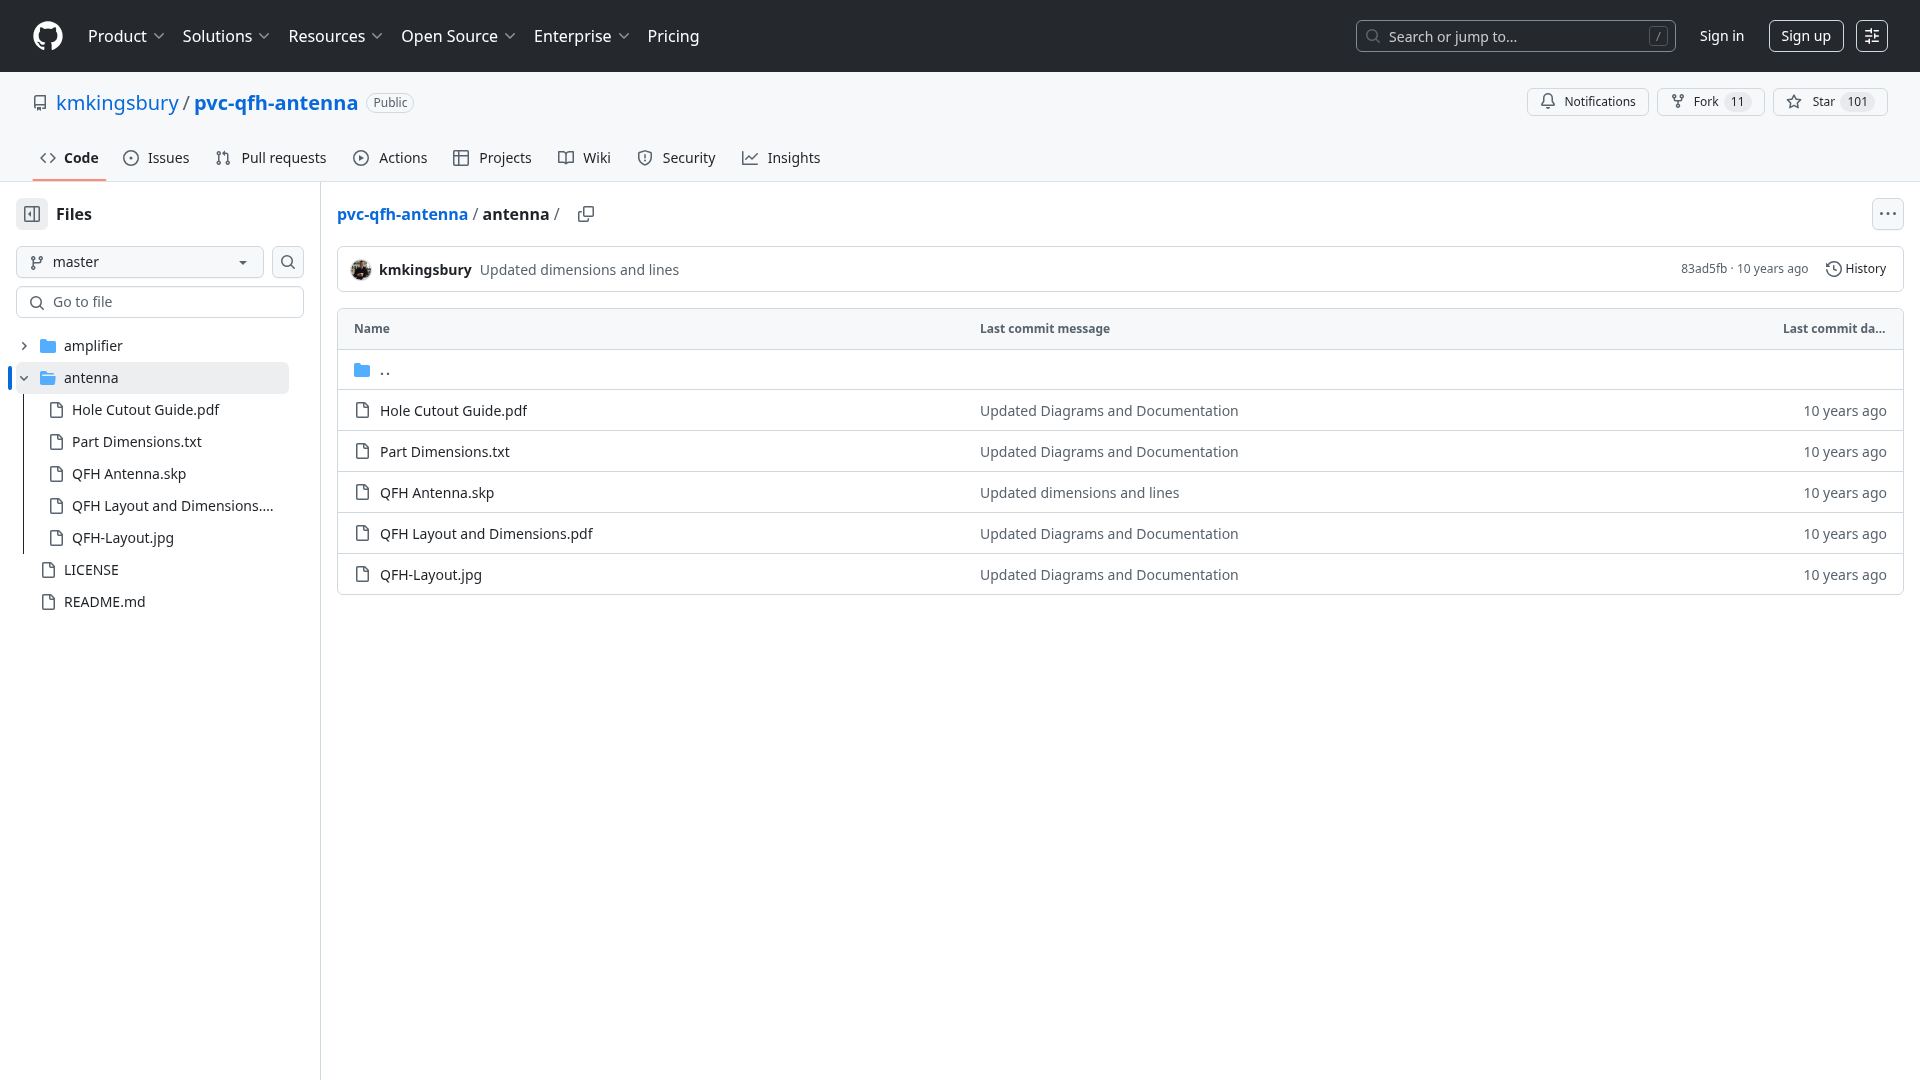 Product Solutions Resources Open Source Enterprise Pricing Search or jump to... / Sign in Sign up
kmkingsbury / pvc-qfh-antenna Public Notifications Fork 11 Star 101
Code Issues Pull requests Actions Projects Wiki Security Insights
Files
master
Go to file
amplifier
antenna
Hole Cutout Guide.pdf
Part Dimensions.txt
QFH Antenna.skp
QFH Layout and Dimensions....
QFH-Layout.jpg
LICENSE
README.md
pvc-qfh-antenna / antenna /
kmkingsbury Updated dimensions and lines 83ad5fb · 10 years ago History
Name Last commit message Last commit da...
..
Hole Cutout Guide.pdf Updated Diagrams and Documentation 10 years ago
Part Dimensions.txt Updated Diagrams and Documentation 10 years ago
QFH Antenna.skp Updated dimensions and lines 10 years ago
QFH Layout and Dimensions.pdf Updated Diagrams and Documentation 10 years ago
QFH-Layout.jpg Updated Diagrams and Documentation 10 years ago